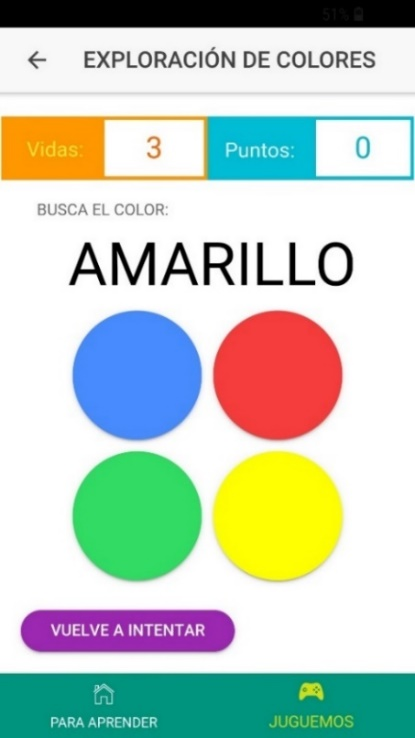 51%
EXPLORACIÓN DE COLORES
Vidas: 3 Puntos: 0
BUSCA EL COLOR:
AMARILLO
VUELVE A INTENTAR
PARA APRENDER JUGUEMOS